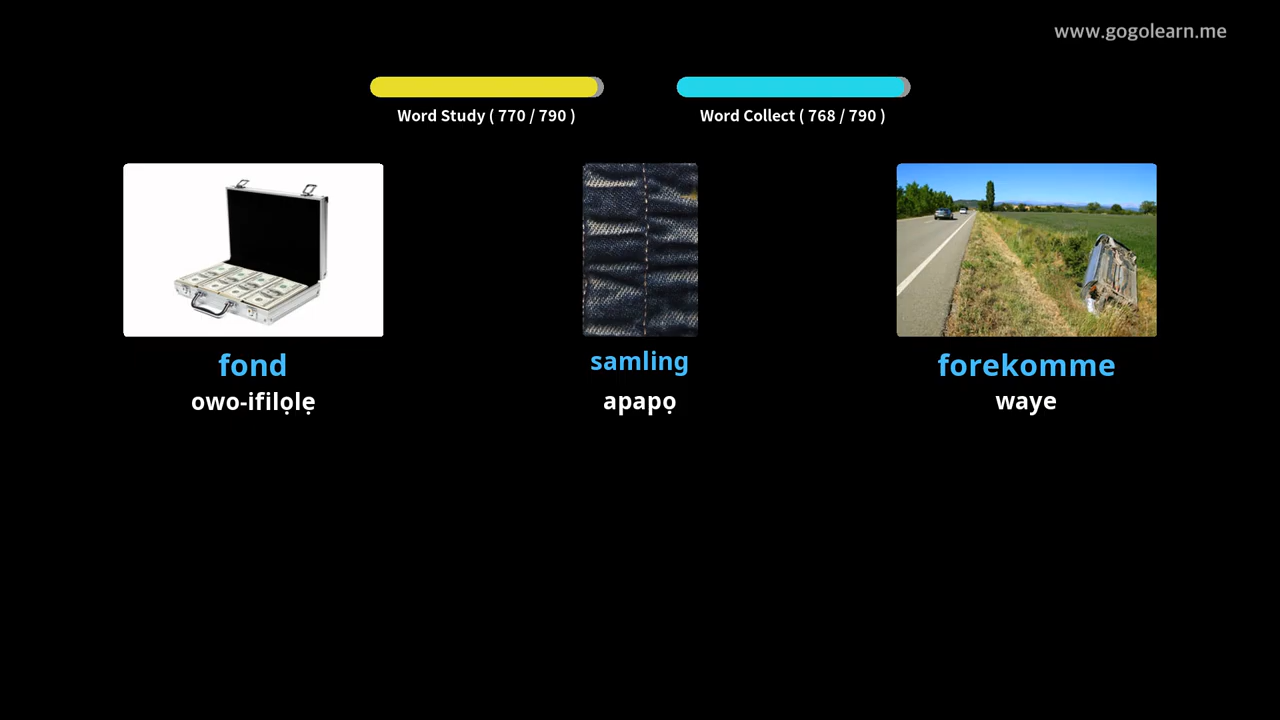 www.gogolearn.me
Word Study ( 770 / 790 )
Word Collect ( 768 / 790 )
fond
samling
forekomme
owo-ifilọlẹ
apapọ
waye